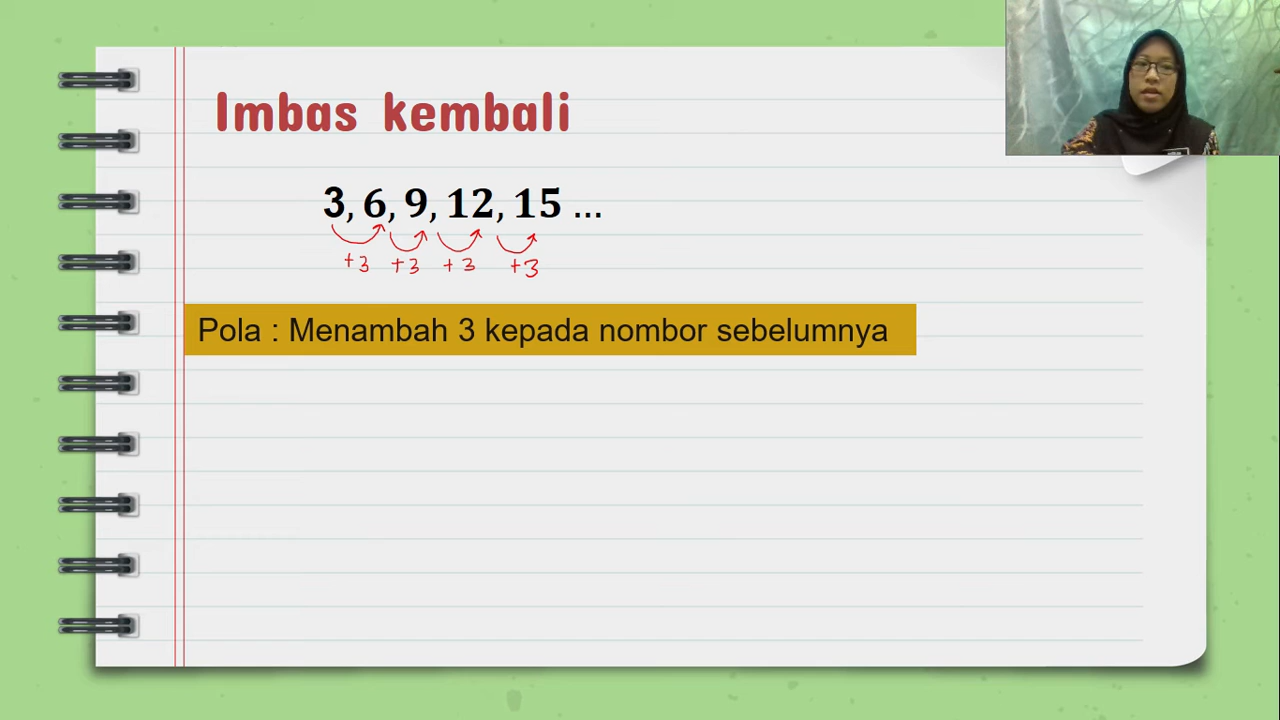 Imbas kembali
3, 6, 9, 12, 15 ...
+3 +3 +3 +3
Pola : Menambah 3 kepada nombor sebelumnya